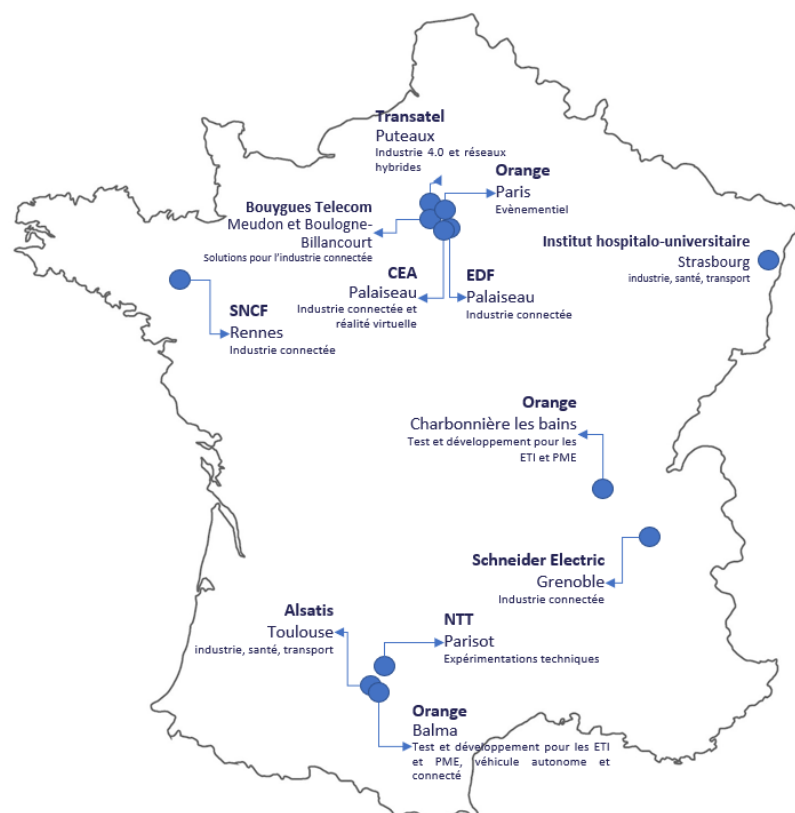 Transatel
Puteaux
Industrie 4.0 et réseaux
hybrides
Orange
Paris
Evènementiel
Bouygues Telecom
Meudon et Boulogne-
Billancourt
Solutions pour l'industrie connectée
Institut hospitalo-universitaire
Strasbourg
industrie, santé, transport
CEA
Palaiseau
Industrie connectée et
réalité virtuelle
EDF
Palaiseau
Industrie connectée
SNCF
Rennes
Industrie connectée
Orange
Charbonnière les bains
Test et développement pour les
ETI et PME
Schneider Electric
Grenoble
Industrie connectée
Alsatis
Toulouse
industrie, santé, transport
NTT
Parisot
Expérimentations techniques
Orange
Balma
Test et développement pour les ETI
et PME, véhicule autonome et
connecté